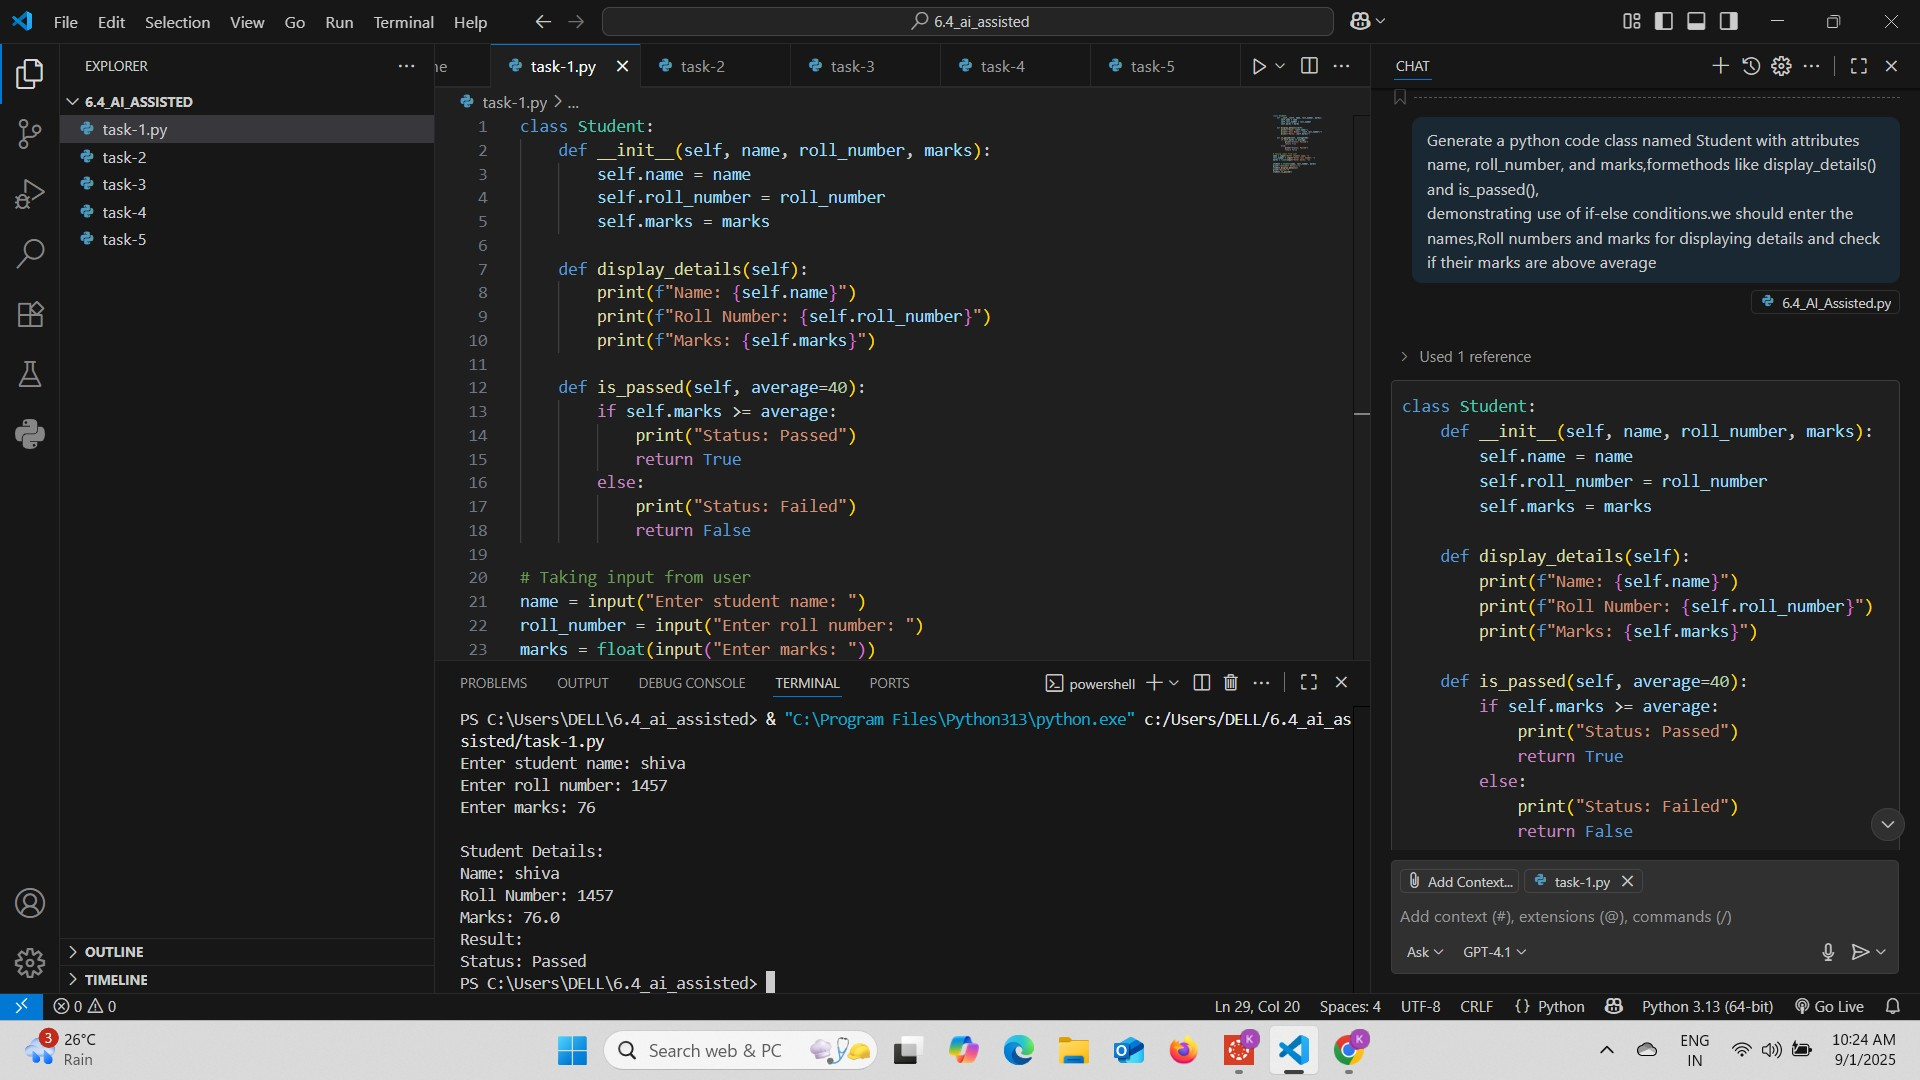 File Edit Selection View Go Run Terminal Help
6.4_ai_assisted
EXPLORER
6.4_AI_ASSISTED
task-1.py
task-2
task-3
task-4
task-5
OUTLINE
TIMELINE
ne
task-1.py
task-2
task-3
task-4
task-5
task-1.py > ...
1 class Student:
2 def __init__(self, name, roll_number, marks):
3 self.name = name
4 self.roll_number = roll_number
5 self.marks = marks
6
7 def display_details(self):
8 print(f"Name: {self.name}")
9 print(f"Roll Number: {self.roll_number}")
10 print(f"Marks: {self.marks}")
11
12 def is_passed(self, average=40):
13 if self.marks >= average:
14 print("Status: Passed")
15 return True
16 else:
17 print("Status: Failed")
18 return False
19
20 # Taking input from user
21 name = input("Enter student name: ")
22 roll_number = input("Enter roll number: ")
23 marks = float(input("Enter marks: "))
PROBLEMS OUTPUT DEBUG CONSOLE TERMINAL PORTS
powershell
PS C:\Users\DELL\6.4_ai_assisted> & "C:\Program Files\Python313\python.exe" c:/Users/DELL/6.4_ai_as
sisted/task-1.py
Enter student name: shiva
Enter roll number: 1457
Enter marks: 76
Student Details:
Name: shiva
Roll Number: 1457
Marks: 76.0
Result:
Status: Passed
PS C:\Users\DELL\6.4_ai_assisted>
CHAT
Generate a python code class named Student with attributes
name, roll_number, and marks,formethods like display_details()
and is_passed(),
demonstrating use of if-else conditions.we should enter the
names,Roll numbers and marks for displaying details and check
if their marks are above average
6.4_AI_Assisted.py
Used 1 reference
class Student:
def __init__(self, name, roll_number, marks):
self.name = name
self.roll_number = roll_number
self.marks = marks
def display_details(self):
print(f"Name: {self.name}")
print(f"Roll Number: {self.roll_number}")
print(f"Marks: {self.marks}")
def is_passed(self, average=40):
if self.marks >= average:
print("Status: Passed")
return True
else:
print("Status: Failed")
return False
Add Context... task-1.py
Add context (#), extensions (@), commands (/)
Ask GPT-4.1
0 0
Ln 29, Col 20 Spaces: 4 UTF-8 CRLF {} Python Python 3.13 (64-bit) Go Live
3
26°C
Rain
Search web & PC
K
K
ENG
IN
10:24 AM
9/1/2025